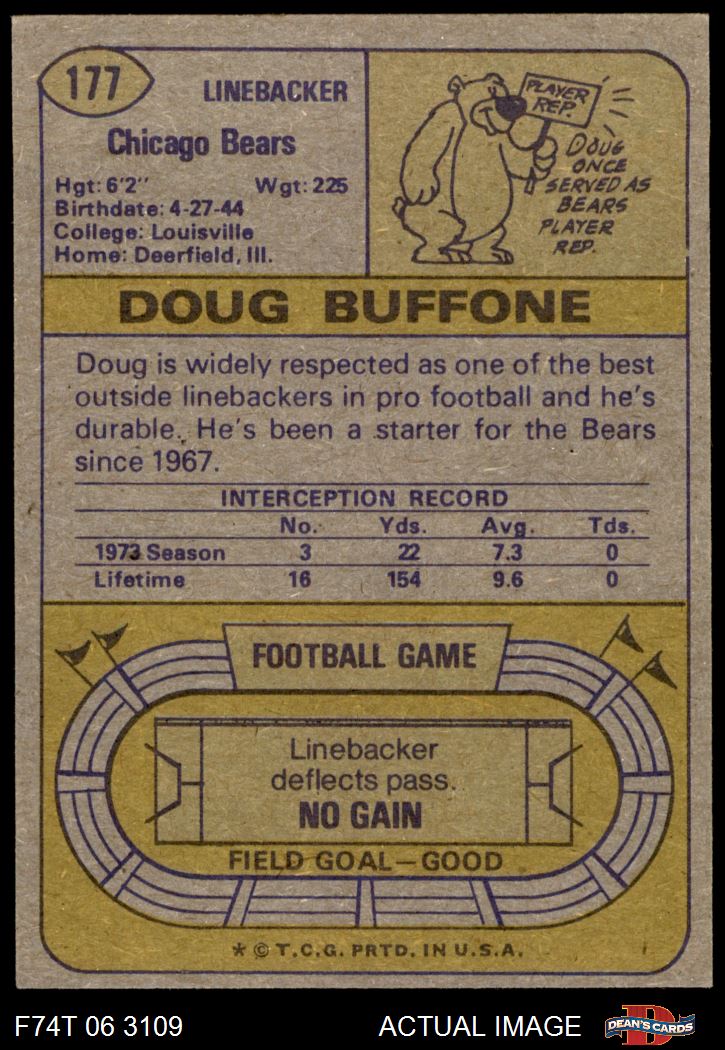 177
LINEBACKER
Chicago Bears
Hgt: 6'2" Wgt: 225
Birthdate: 4-27-44
College: Louisville
Home: Deerfield, Ill.
PLAYER
REP.
DOUG
ONCE
SERVED AS
BEARS
PLAYER
REP.
DOUG BUFFONE
Doug is widely respected as one of the best
outside linebackers in pro football and he's
durable. He's been a starter for the Bears
since 1967.
INTERCEPTION RECORD
No. Yds. Avg. Tds.
1973 Season 3 22 7.3 0
Lifetime 16 154 9.6 0
FOOTBALL GAME
Linebacker
deflects pass.
NO GAIN
FIELD GOAL—GOOD
* © T.C.G. PRTD. IN U.S.A.
F74T 06 3109 ACTUAL IMAGE
D
DEAN'S CARDS